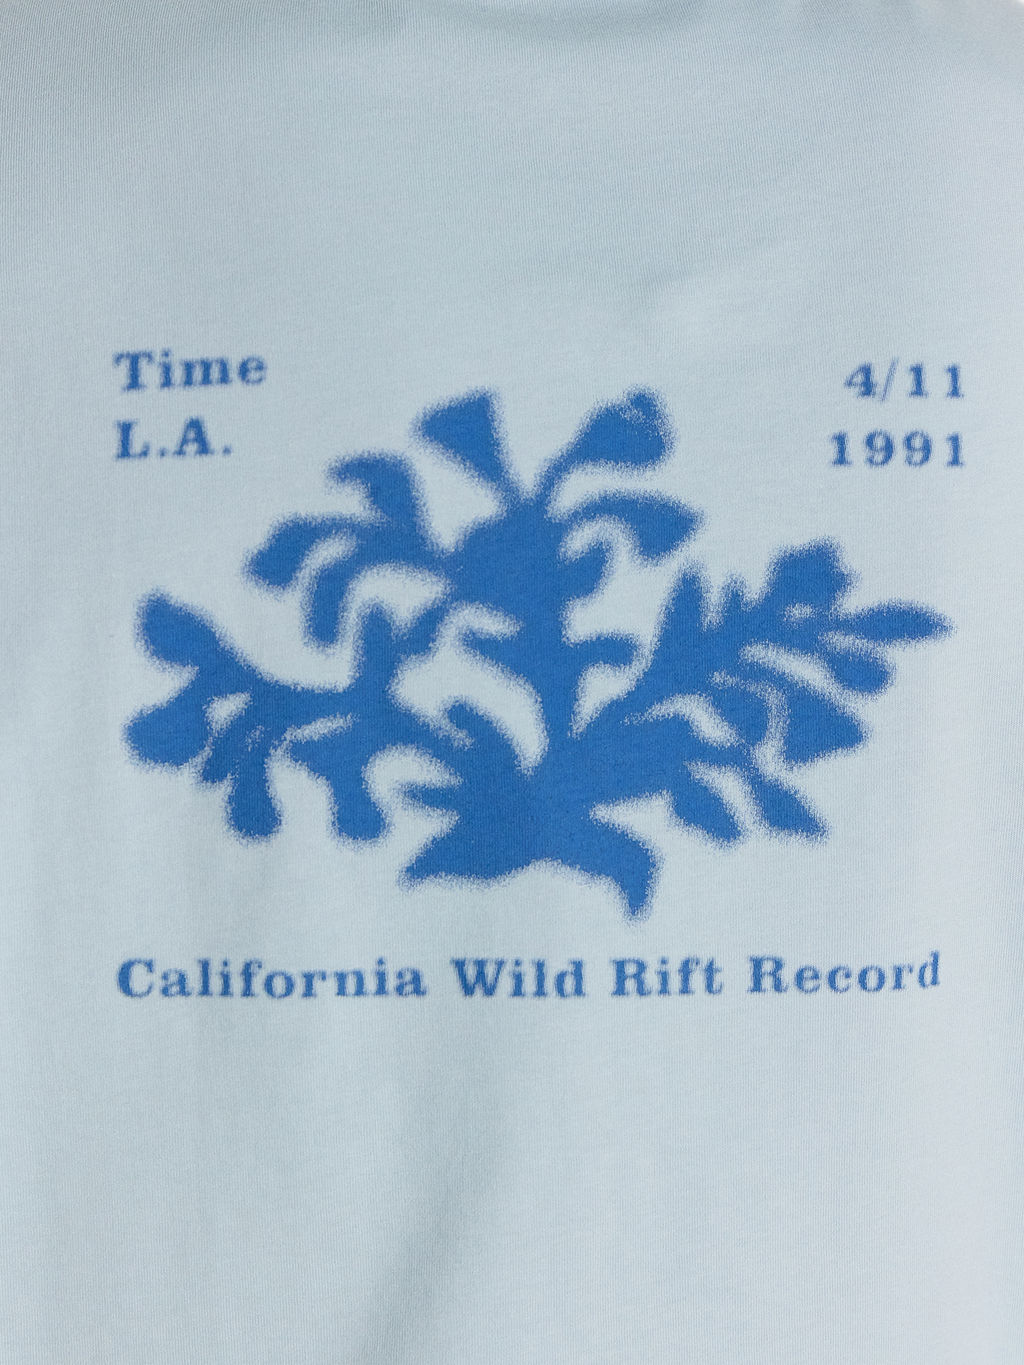 Time
L.A.
4/11
1991
California Wild Rift Record